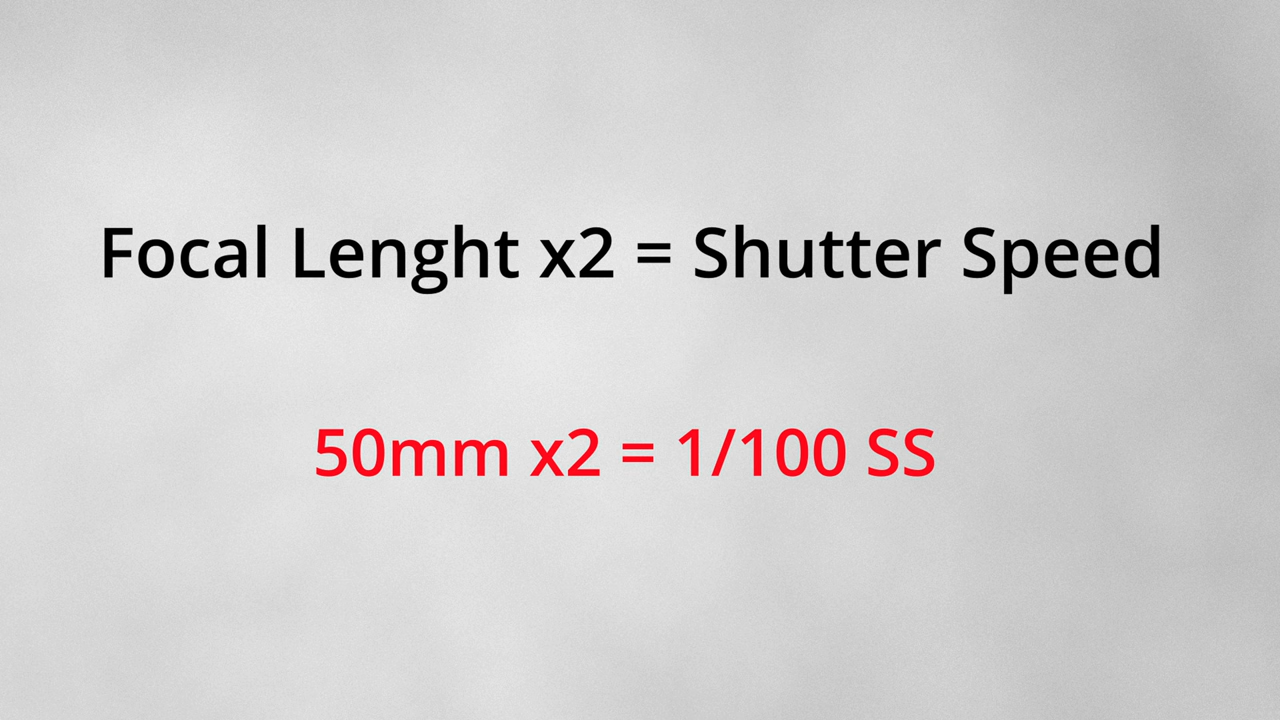 Focal Lenght x2 = Shutter Speed
50mm x2 = 1/100 SS